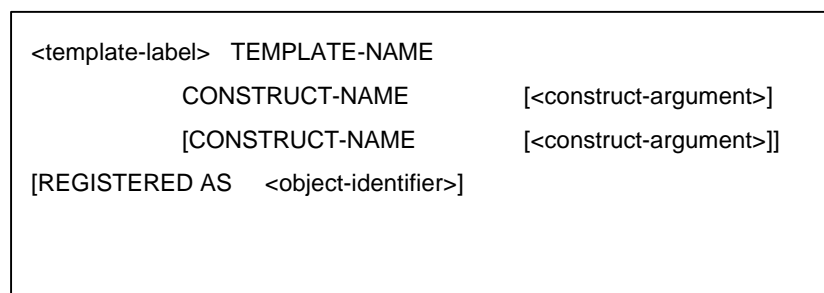 <template-label> TEMPLATE-NAME
CONSTRUCT-NAME [<construct-argument>]
[CONSTRUCT-NAME [<construct-argument>]]
[REGISTERED AS <object-identifier>]